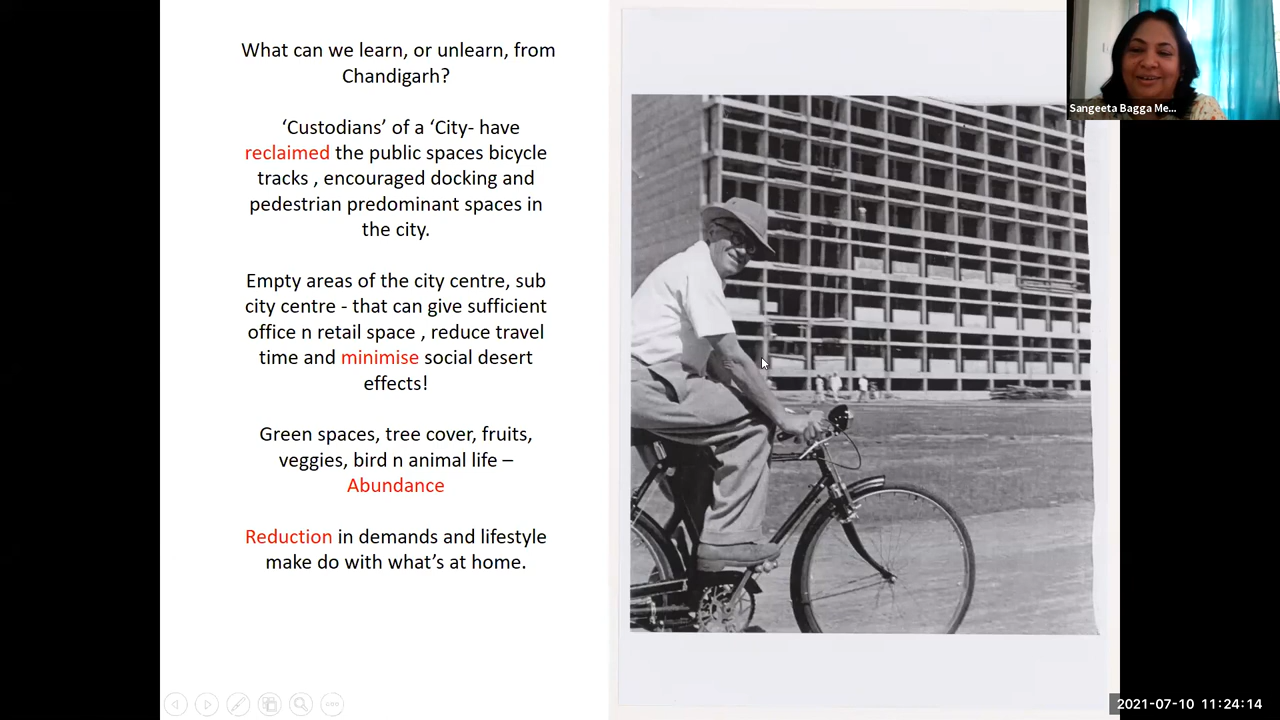 What can we learn, or unlearn, from
Chandigarh?
‘Custodians’ of a ‘City- have
reclaimed the public spaces bicycle
tracks , encouraged docking and
pedestrian predominant spaces in
the city.
Empty areas of the city centre, sub
city centre - that can give sufficient
office n retail space , reduce travel
time and minimise social desert
effects!
Green spaces, tree cover, fruits,
veggies, bird n animal life –
Abundance
Reduction in demands and lifestyle
make do with what’s at home.
Sangeeta Bagga Me...
2021-07-10 11:24:14